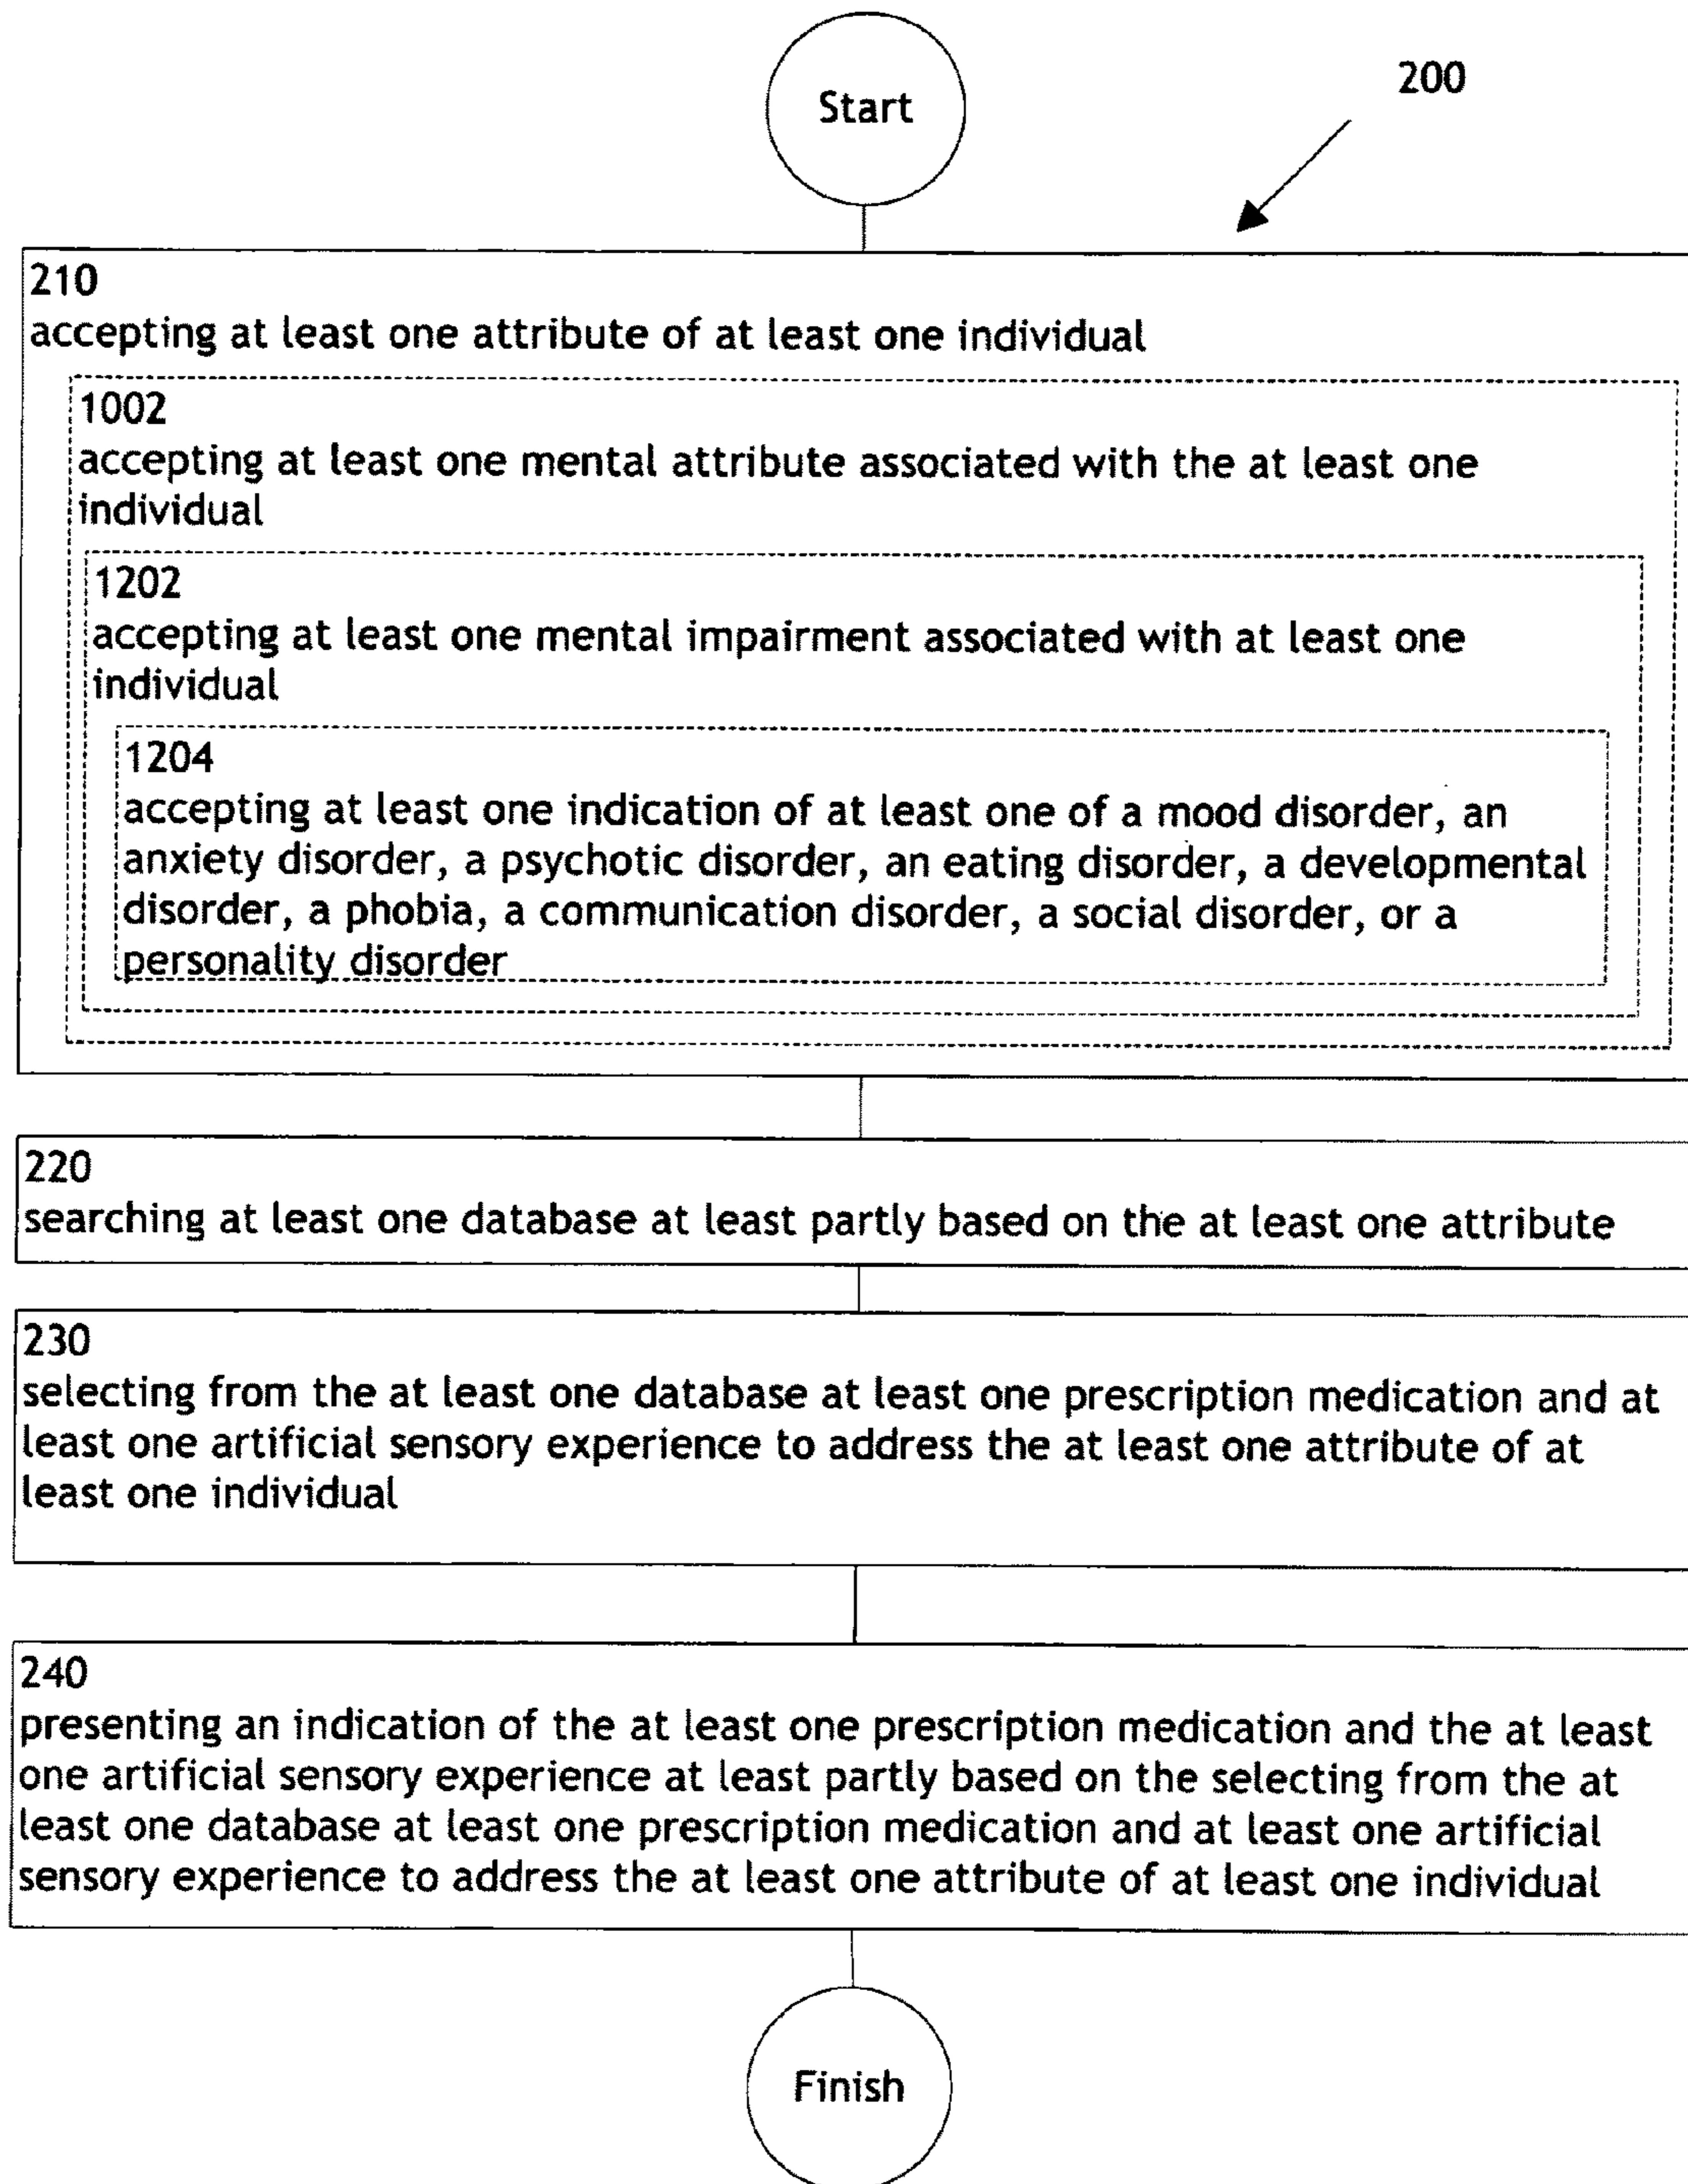 Start
200
210
accepting at least one attribute of at least one individual
1002
accepting at least one mental attribute associated with the at least one
individual
1202
accepting at least one mental impairment associated with at least one
individual
1204
accepting at least one indication of at least one of a mood disorder, an
anxiety disorder, a psychotic disorder, an eating disorder, a developmental
disorder, a phobia, a communication disorder, a social disorder, or a
personality disorder
220
searching at least one database at least partly based on the at least one attribute
230
selecting from the at least one database at least one prescription medication and at
least one artificial sensory experience to address the at least one attribute of at
least one individual
240
presenting an indication of the at least one prescription medication and the at least
one artificial sensory experience at least partly based on the selecting from the at
least one database at least one prescription medication and at least one artificial
sensory experience to address the at least one attribute of at least one individual
Finish